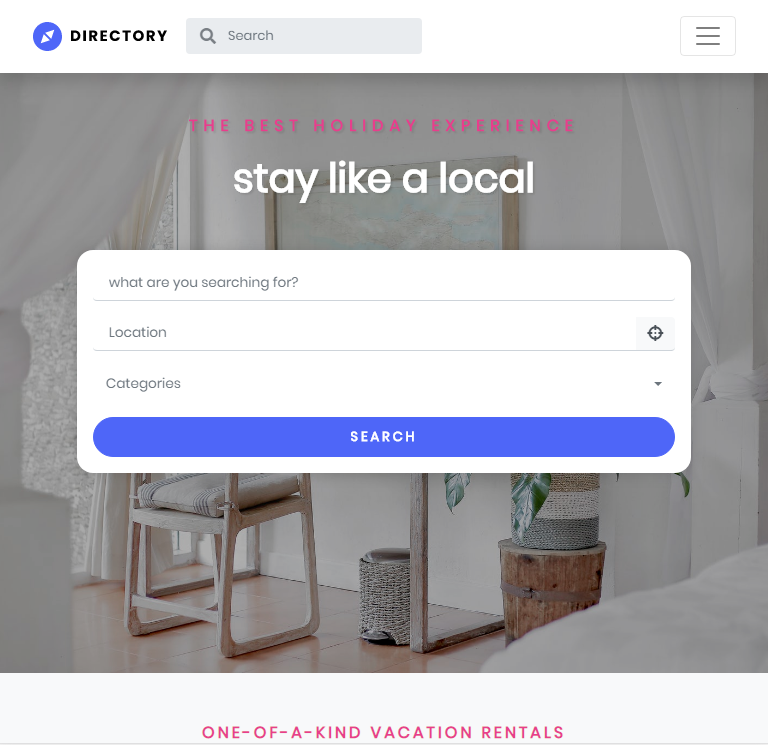 DIRECTORY
Search
THE BEST HOLIDAY EXPERIENCE
stay like a local
what are you searching for?
Location
Categories
SEARCH
ONE-OF-A-KIND VACATION RENTALS